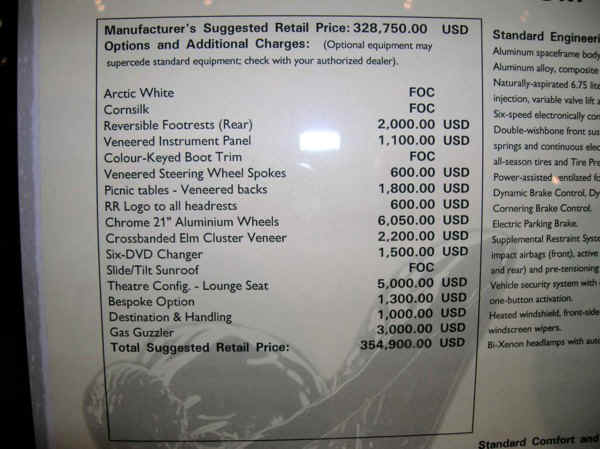 Manufacturer's Suggested Retail Price: 328,750.00 USD
Options and Additional Charges: (Optional equipment may
supercede standard equipment; check with your authorized dealer).
Arctic White FOC
Cornsilk FOC
Reversible Footrests (Rear) 2,000.00 USD
Veneered Instrument Panel 1,100.00 USD
Colour-Keyed Boot Trim FOC
Veneered Steering Wheel Spokes 600.00 USD
Picnic tables - Veneered backs 1,800.00 USD
RR Logo to all headrests 600.00 USD
Chrome 21" Aluminium Wheels 6,050.00 USD
Crossbanded Elm Cluster Veneer 2,200.00 USD
Six-DVD Changer 1,500.00 USD
Slide/Tilt Sunroof FOC
Theatre Config. - Lounge Seat 5,000.00 USD
Bespoke Option 1,300.00 USD
Destination & Handling 1,000.00 USD
Gas Guzzler 3,000.00 USD
Total Suggested Retail Price: 354,900.00 USD
Standard Engineeri
Aluminum spaceframe body
Aluminum alloy, composite
Naturally-aspirated 6.75 lite
injection, variable valve lift a
Six-speed electronically con
Double-wishbone front sus
springs and continuous elec
all-season tires and Tire Pre
Power-assisted ventilated fo
Dynamic Brake Control, Dy
Cornering Brake Control.
Electric Parking Brake.
Supplemental Restraint Syste
impact airbags (front), active
and rear) and pre-tensioning
Vehicle security system with
one-button activation.
Heated windshield, front-side
windscreen wipers.
Bi-Xenon headlamps with auto
Standard Comfort and